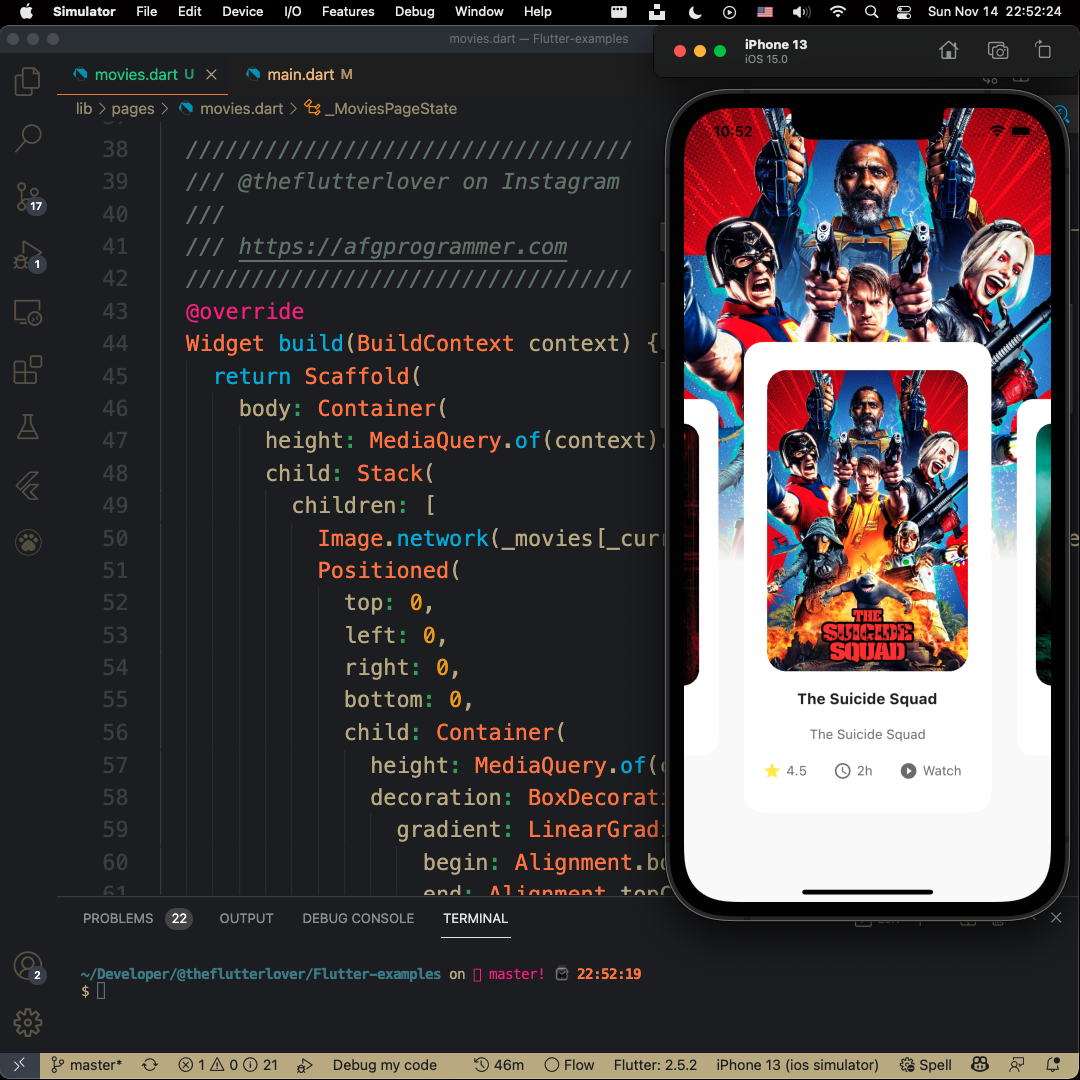 Simulator File Edit Device I/O Features Debug Window Help Sun Nov 14 22:52:24
movies.dart — Flutter-examples
iPhone 13
iOS 15.0
movies.dart U main.dart M
lib > pages > movies.dart > _MoviesPageState
38 ///////////////////////////////////
39 /// @theflutterlover on Instagram
40 ///
41 /// https://afgprogrammer.com
42 ///////////////////////////////////
43 @override
44 Widget build(BuildContext context) {
45 return Scaffold(
46 body: Container(
47 height: MediaQuery.of(context).
48 child: Stack(
49 children: [
50 Image.network(_movies[_curr
51 Positioned(
52 top: 0,
53 left: 0,
54 right: 0,
55 bottom: 0,
56 child: Container(
57 height: MediaQuery.of(c
58 decoration: BoxDecorati
59 gradient: LinearGradi
60 begin: Alignment.bo
61 end: Alignment.topC
10:52
THE
SUICIDE
SQUAD
The Suicide Squad
The Suicide Squad
4.5 2h Watch
PROBLEMS 22 OUTPUT DEBUG CONSOLE TERMINAL
~/Developer/@theflutterlover/Flutter-examples on master! 22:52:19
$
17
1
2
master* 1 0 21 Debug my code 46m Flow Flutter: 2.5.2 iPhone 13 (ios simulator) Spell